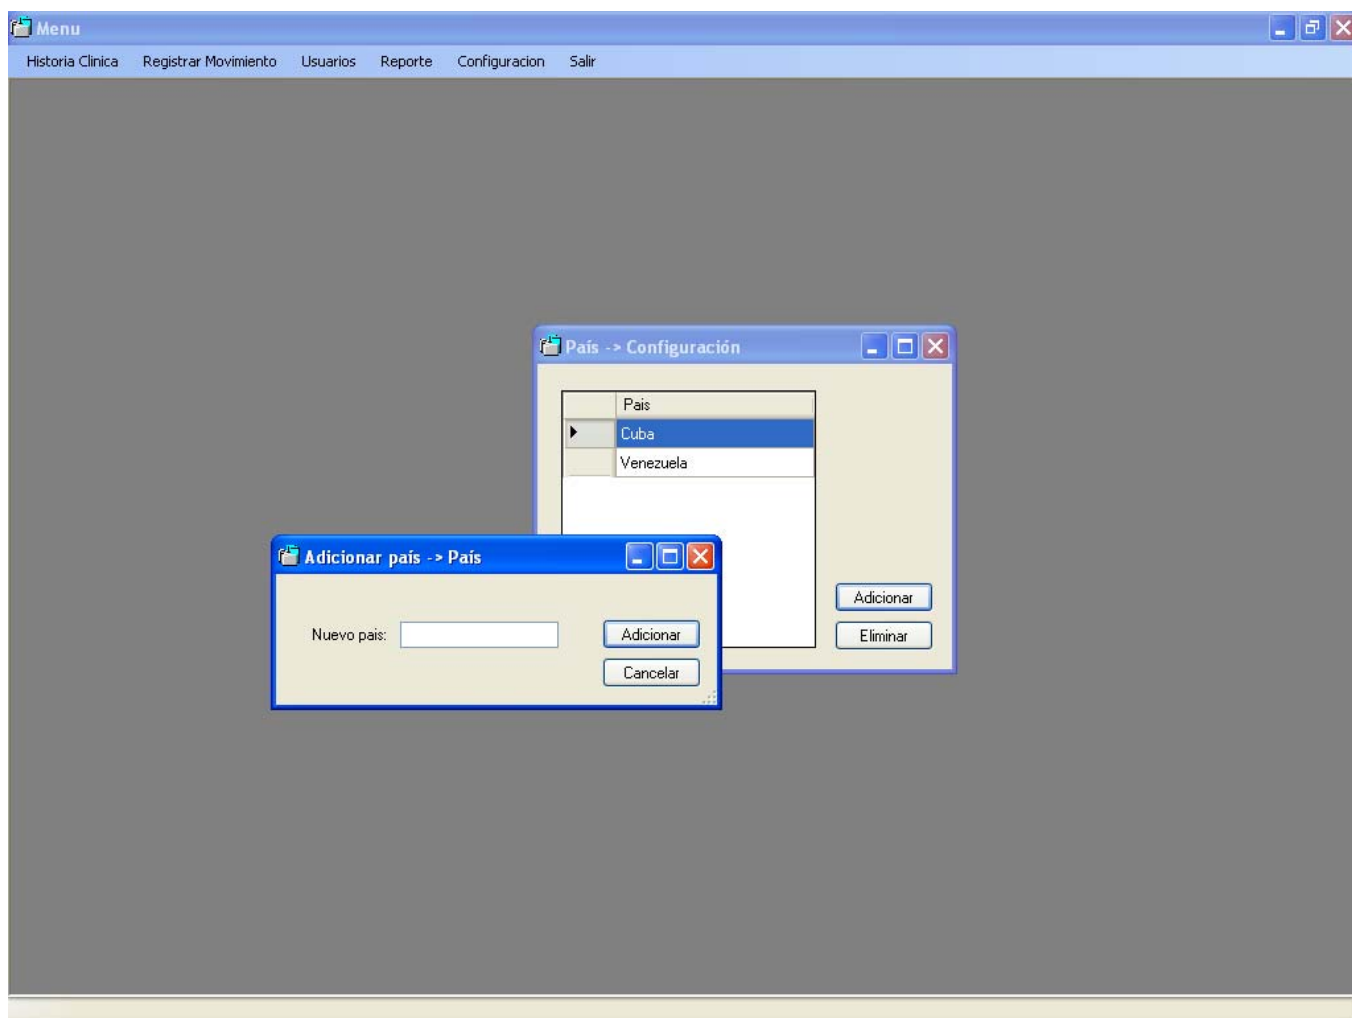 Menu
Historia Clinica Registrar Movimiento Usuarios Reporte Configuracion Salir
País -> Configuración
Pais
Cuba
Venezuela
Adicionar
Eliminar
Adicionar país -> País
Nuevo pais:
Adicionar
Cancelar